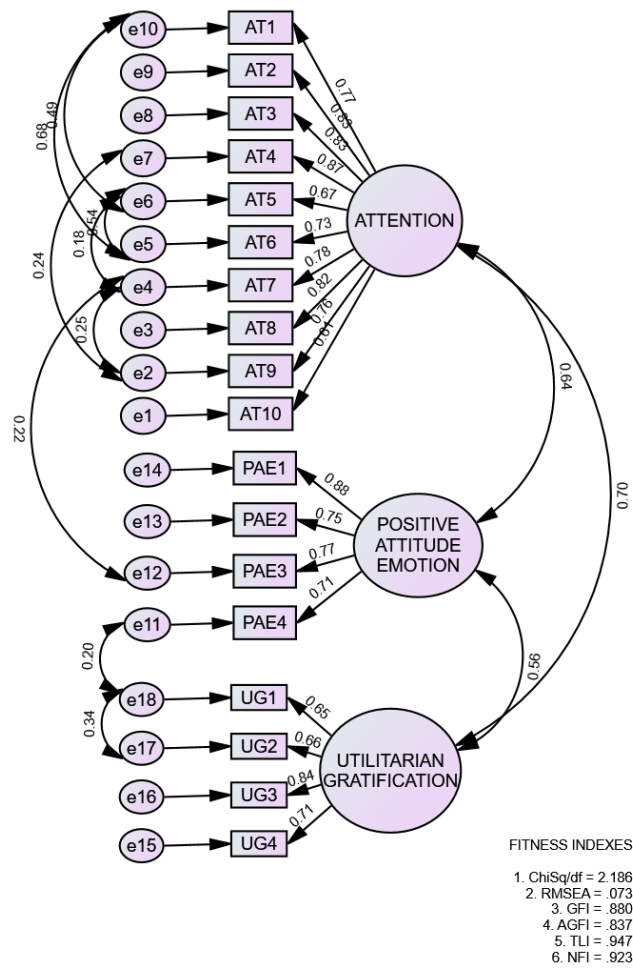 e10 AT1
e9 AT2
e8 AT3
e7 AT4
e6 AT5
e5 AT6
e4 AT7
e3 AT8
e2 AT9
e1 AT10
0.77
0.83
0.83
0.87
0.67
0.73
0.78
0.82
0.76
0.81
ATTENTION
0.68
0.49
0.54
0.18
0.24
0.25
0.22
0.64
0.70
e14 PAE1
e13 PAE2
e12 PAE3
e11 PAE4
0.88
0.75
0.77
0.71
POSITIVE
ATTITUDE
EMOTION
0.20
0.34
0.56
e18 UG1
e17 UG2
e16 UG3
e15 UG4
0.65
0.66
0.84
0.71
UTILITARIAN
GRATIFICATION
FITNESS INDEXES
1. ChiSq/df = 2.186
2. RMSEA = .073
3. GFI = .880
4. AGFI = .837
5. TLI = .947
6. NFI = .923